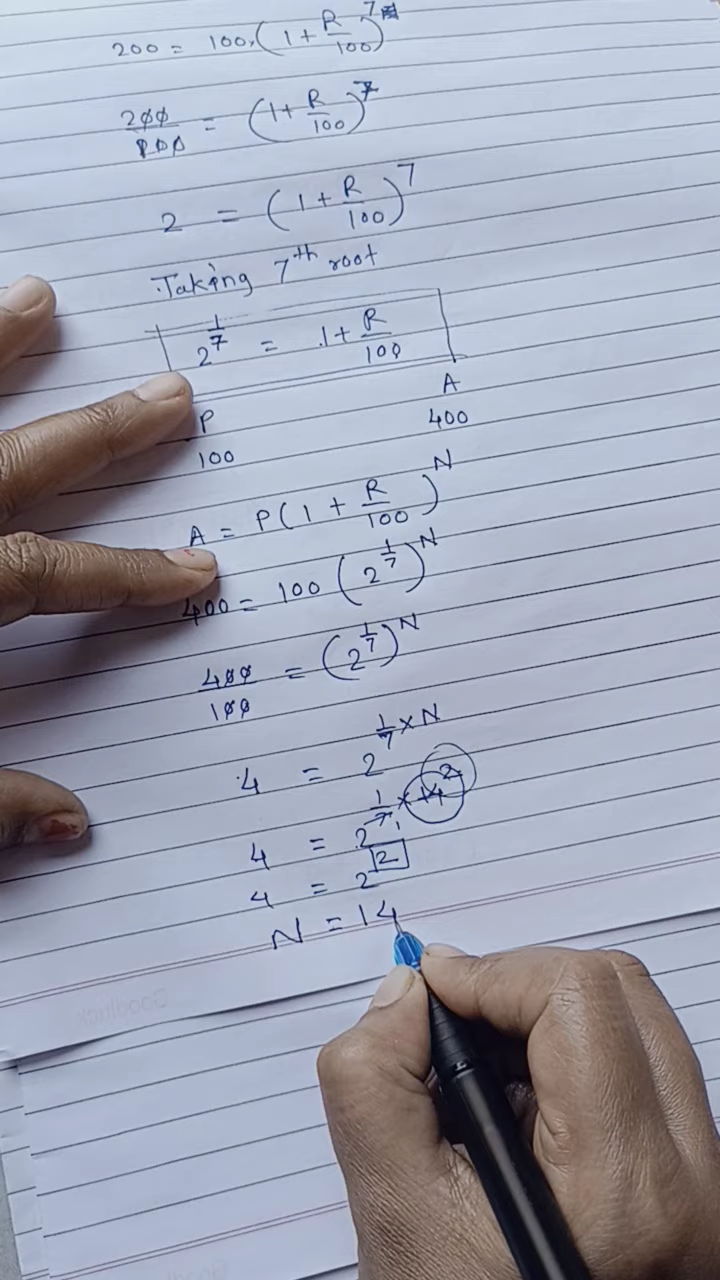 200 = 100 (1 + R/100)^7
200/100 = (1 + R/100)^7
2 = (1 + R/100)^7
Taking 7th root
2^1/7 = 1 + R/100
P A
100 400
A = P(1 + R/100)^N
400 = 100 (2^1/7)^N
400/100 = (2^1/7)^N
4 = 2^1/7 × N
4 = 2^1/7 × 14 2
4 = 2^2
N = 14
Goodluck